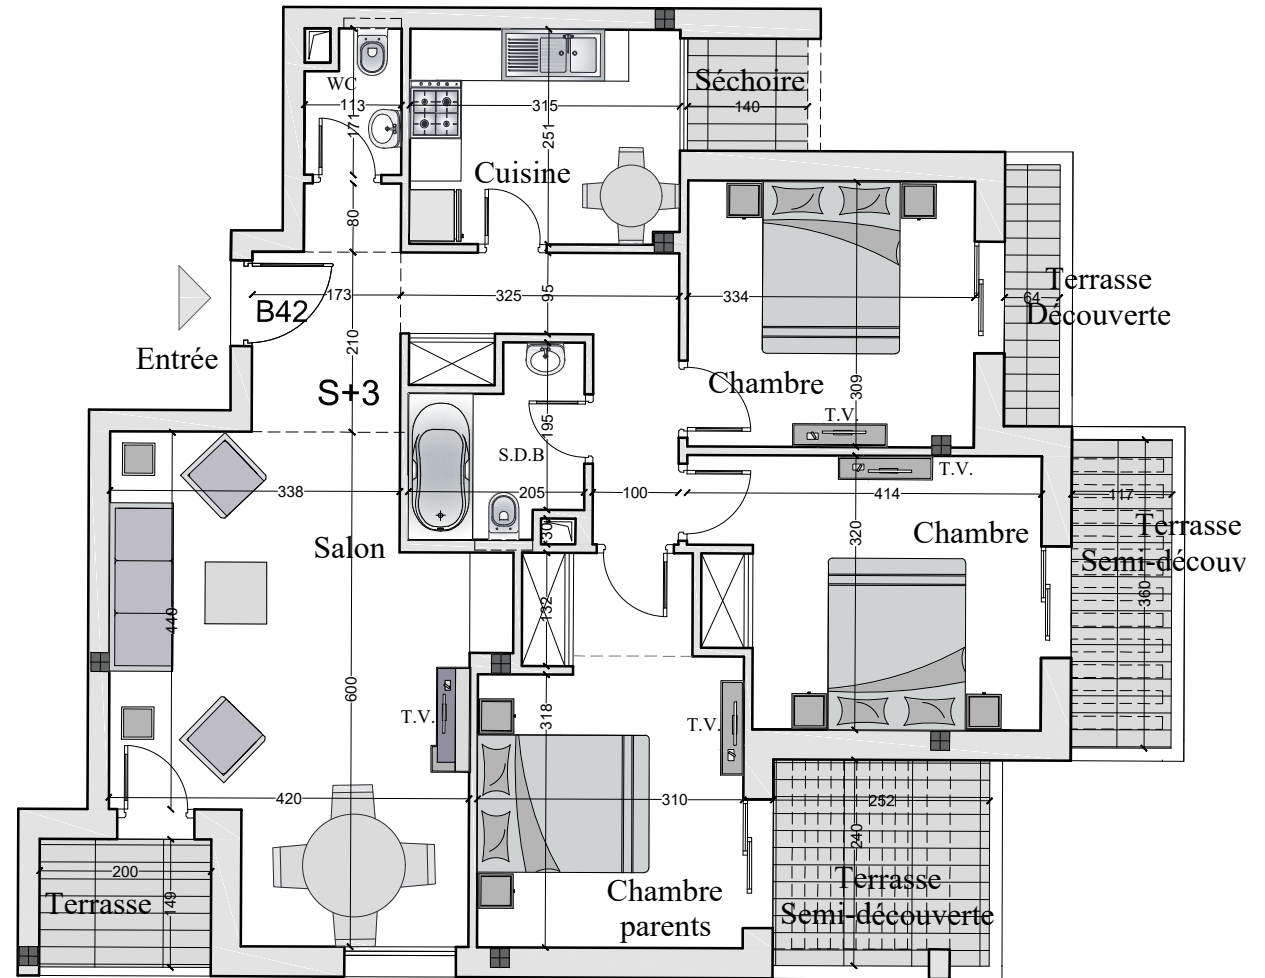 Séchoire
140
WC
113
171
315
251
Cuisine
80
Terrasse
Découverte
64
B42
173
325
95
334
Entrée
210
S+3
Chambre
309
T.V.
195
S.D.B
T.V.
338
205
100
414
117
30
320
Salon
Chambre
Terrasse
Semi-découv
360
440
132
600
318
T.V.
T.V.
420
310
252
240
200
149
Terrasse
Chambre
parents
Terrasse
Semi-découverte